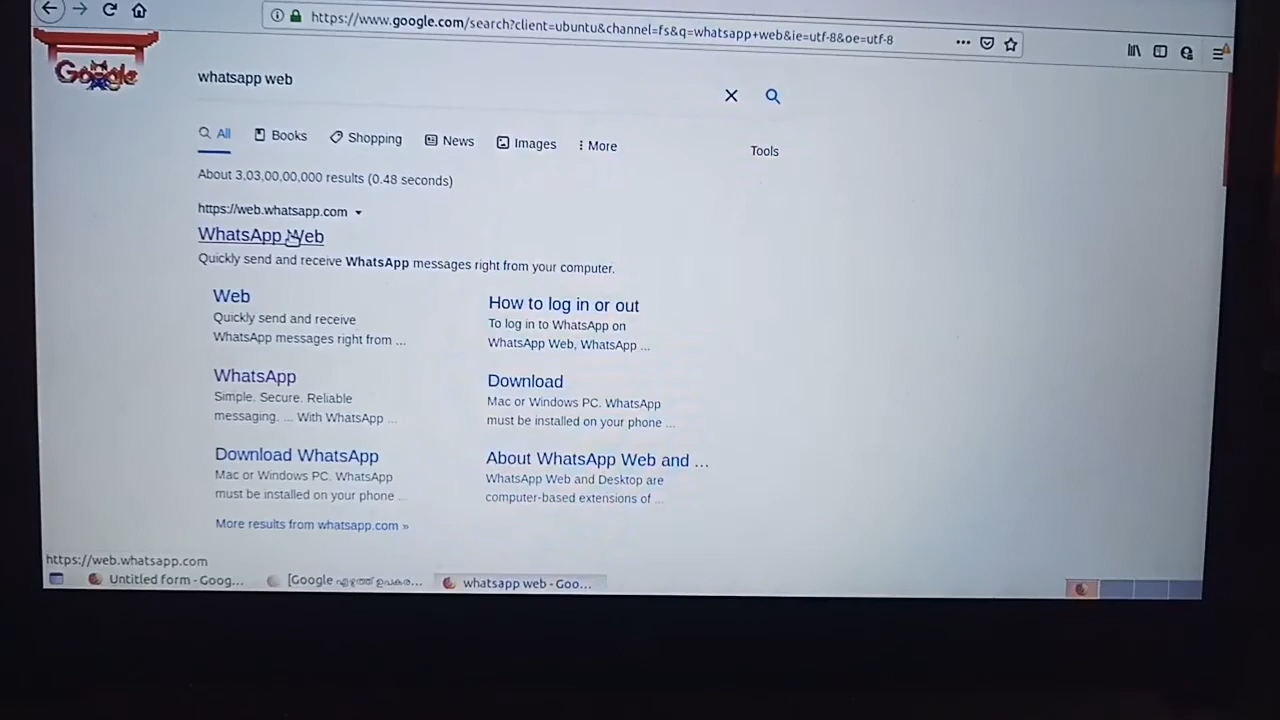 https://www.google.com/search?client=ubuntu&channel=fs&q=whatsapp+web&ie=utf-8&oe=utf-8
Google
whatsapp web
All Books Shopping News Images More
Tools
About 3,03,00,00,000 results (0.48 seconds)
https://web.whatsapp.com
WhatsApp Web
Quickly send and receive WhatsApp messages right from your computer.
Web
Quickly send and receive
WhatsApp messages right from ...
How to log in or out
To log in to WhatsApp on
WhatsApp Web, WhatsApp ...
WhatsApp
Simple. Secure. Reliable
messaging. ... With WhatsApp ...
Download
Mac or Windows PC. WhatsApp
must be installed on your phone ...
Download WhatsApp
Mac or Windows PC. WhatsApp
must be installed on your phone ...
About WhatsApp Web and ...
WhatsApp Web and Desktop are
computer-based extensions of ...
More results from whatsapp.com »
https://web.whatsapp.com
Untitled form - Goog... [Google എഴുത്ത് ഉപകര... whatsapp web - Goo...